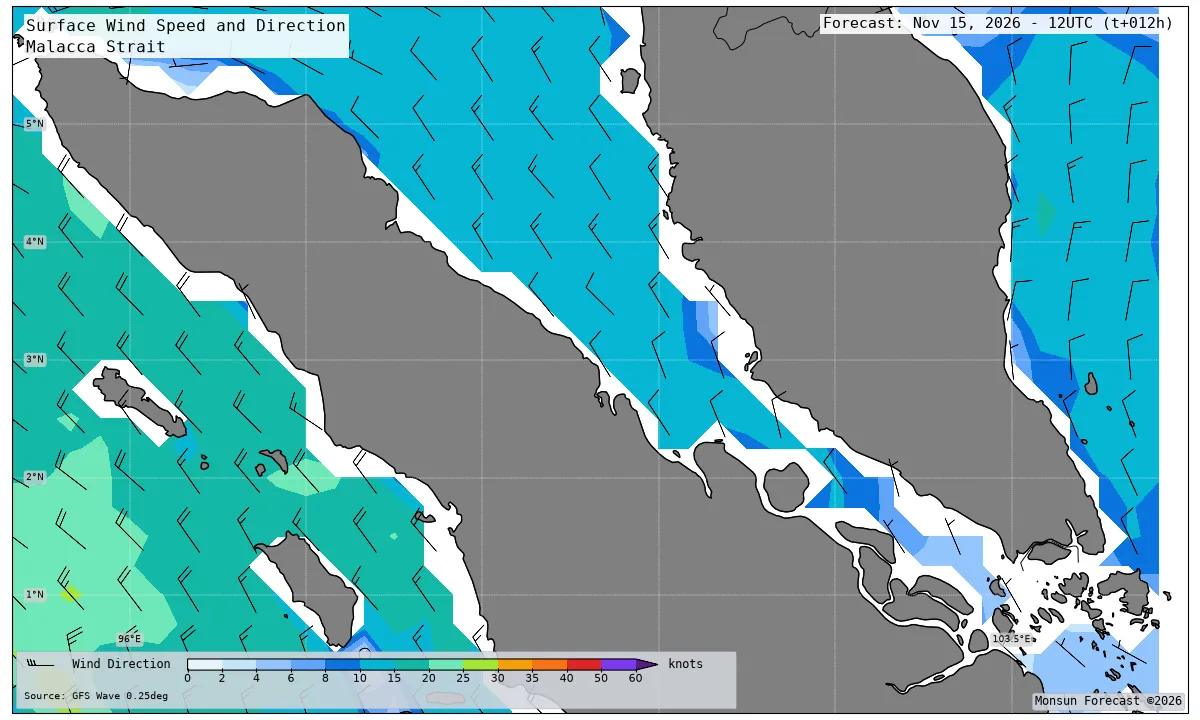 Surface Wind Speed and Direction
Malacca Strait
Forecast: Nov 15, 2026 - 12UTC (t+012h)
5°N
4°N
3°N
2°N
1°N
96°E
103.5°E
Wind Direction
knots
0 2 4 6 8 10 15 20 25 30 35 40 50 60
Source: GFS Wave 0.25deg
Monsun Forecast ©2026